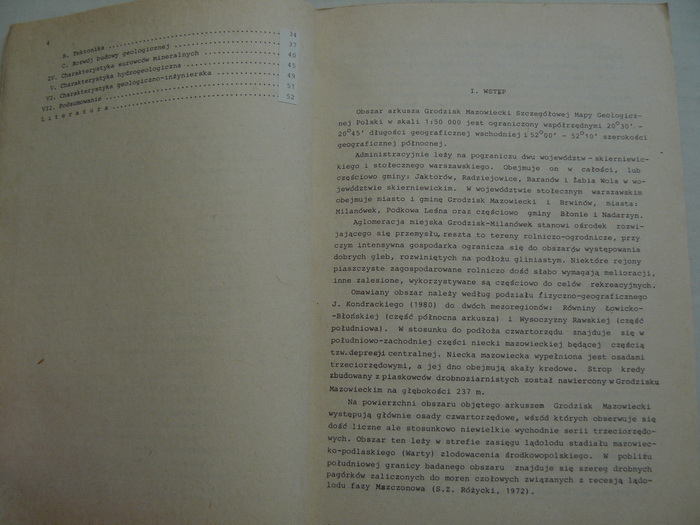 4
B. Tektonika 34
C. Rozwój budowy geologicznej 37
IV. Charakterystyka surowców mineralnych 40
V. Charakterystyka hydrogeologiczna 45
VI. Charakterystyka geologiczno-inżynierska 49
VII. Podsumowanie 51
Literatura 52
I. WSTĘP
Obszar arkusza Grodzisk Mazowiecki Szczegółowej Mapy Geologicz-
nej Polski w skali 1:50 000 jest ograniczony współrzędnymi 20°30' -
20°45' długości geograficznej wschodniej i 52°00' - 52°10' szerokości
geograficznej północnej.
Administracyjnie leży na pograniczu dwu województw - skierniewic-
kiego i stołecznego warszawskiego. Obejmuje on w całości, lub
częściowo gminy: Jaktorów, Radziejowice, Baranów i Żabia Wola w wo-
jewództwie skierniewickim. W województwie stołecznym warszawskim
obejmuje miasto i gminę Grodzisk Mazowiecki i Brwinów, miasta:
Milanówek, Podkowa Leśna oraz częściowo gminy Błonie i Nadarzyn.
Aglomeracja miejska Grodzisk-Milanówek stanowi ośrodek rozwi-
jającego się przemysłu, reszta to tereny rolniczo-ogrodnicze, przy
czym intensywna gospodarka ogranicza się do obszarów występowania
dobrych gleb, rozwiniętych na podłożu gliniastym. Niektóre rejony
piaszczyste zagospodarowane rolniczo dość słabo wymagają melioracji,
inne zalesione, wykorzystywane są częściowo do celów rekreacyjnych.
Omawiany obszar należy według podziału fizyczno-geograficznego
J. Kondrackiego (1980) do dwóch mezoregionów: Równiny Łowicko-
-Błońskiej (część północna arkusza) i Wysoczyzny Rawskiej (część
południowa). W stosunku do podłoża czwartorzędu znajduje się w
południowo-zachodniej części niecki mazowieckiej będącej częścią
tzw. depresji centralnej. Niecka mazowiecka wypełniona jest osadami
trzeciorzędowymi, a jej dno obejmują skały kredowe. Strop kredy
zbudowany z piaskowców drobnoziarnistych został nawiercony w Grodzisku
Mazowieckim na głębokości 237 m.
Na powierzchni obszaru objętego arkuszem Grodzisk Mazowiecki
występują głównie osady czwartorzędowe, wśród których obserwuje się
dość liczne ale stosunkowo niewielkie wychodnie serii trzeciorzędo-
wych. Obszar ten leży w strefie zasięgu lądolodu stadiału mazowiec-
ko-podlaskiego (Warty) zlodowacenia środkowopolskiego. W pobliżu
południowej granicy badanego obszaru znajduje się szereg drobnych
pagórków zaliczonych do moren czołowych związanych z recesją lądo-
lodu fazy Mszczonowa (S.Z. Różycki, 1972).